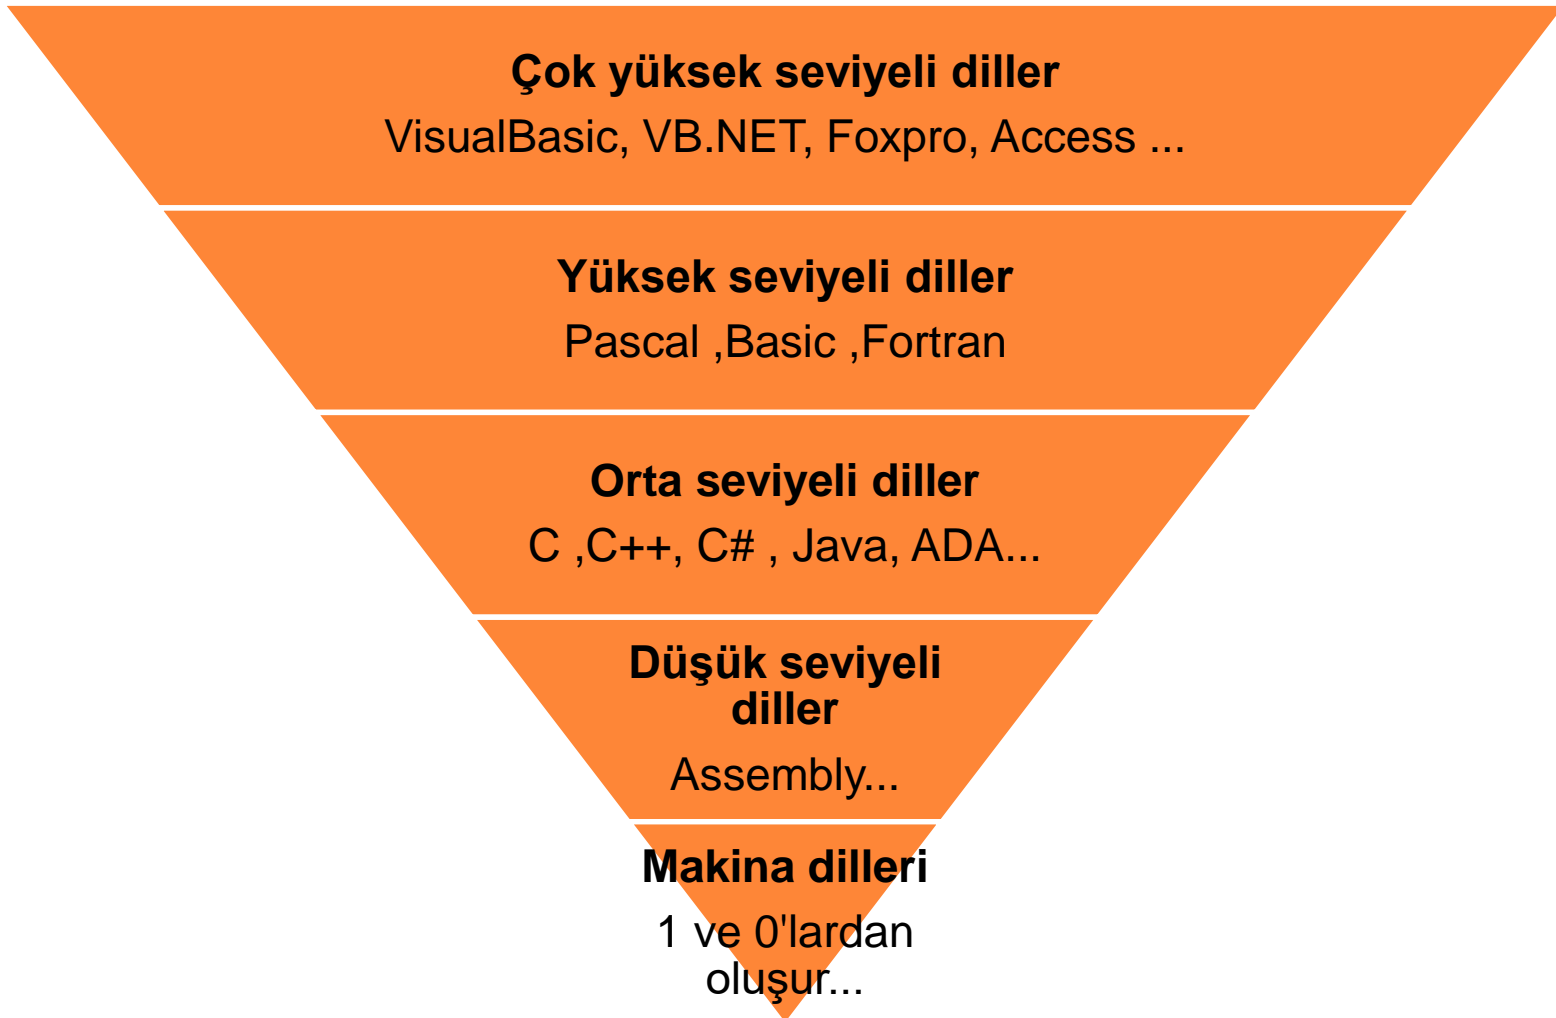 Çok yüksek seviyeli diller
VisualBasic, VB.NET, Foxpro, Access ...
Yüksek seviyeli diller
Pascal ,Basic ,Fortran
Orta seviyeli diller
C ,C++, C# , Java, ADA...
Düşük seviyeli
diller
Assembly...
Makina dilleri
1 ve 0'lardan
oluşur...